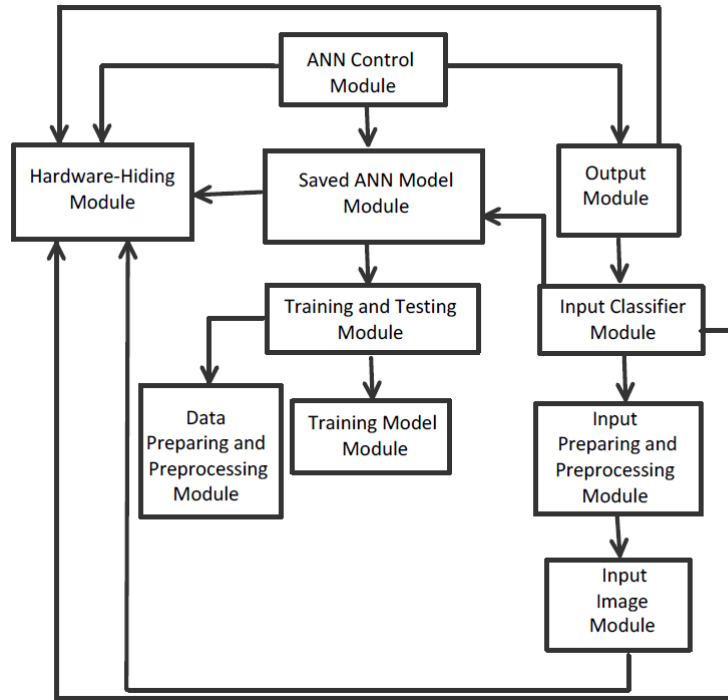 ANN Control
Module
Hardware-Hiding
Module
Saved ANN Model
Module
Output
Module
Training and Testing
Module
Input Classifier
Module
Data
Preparing and
Preprocessing
Module
Training Model
Module
Input
Preparing and
Preprocessing
Module
Input
Image
Module